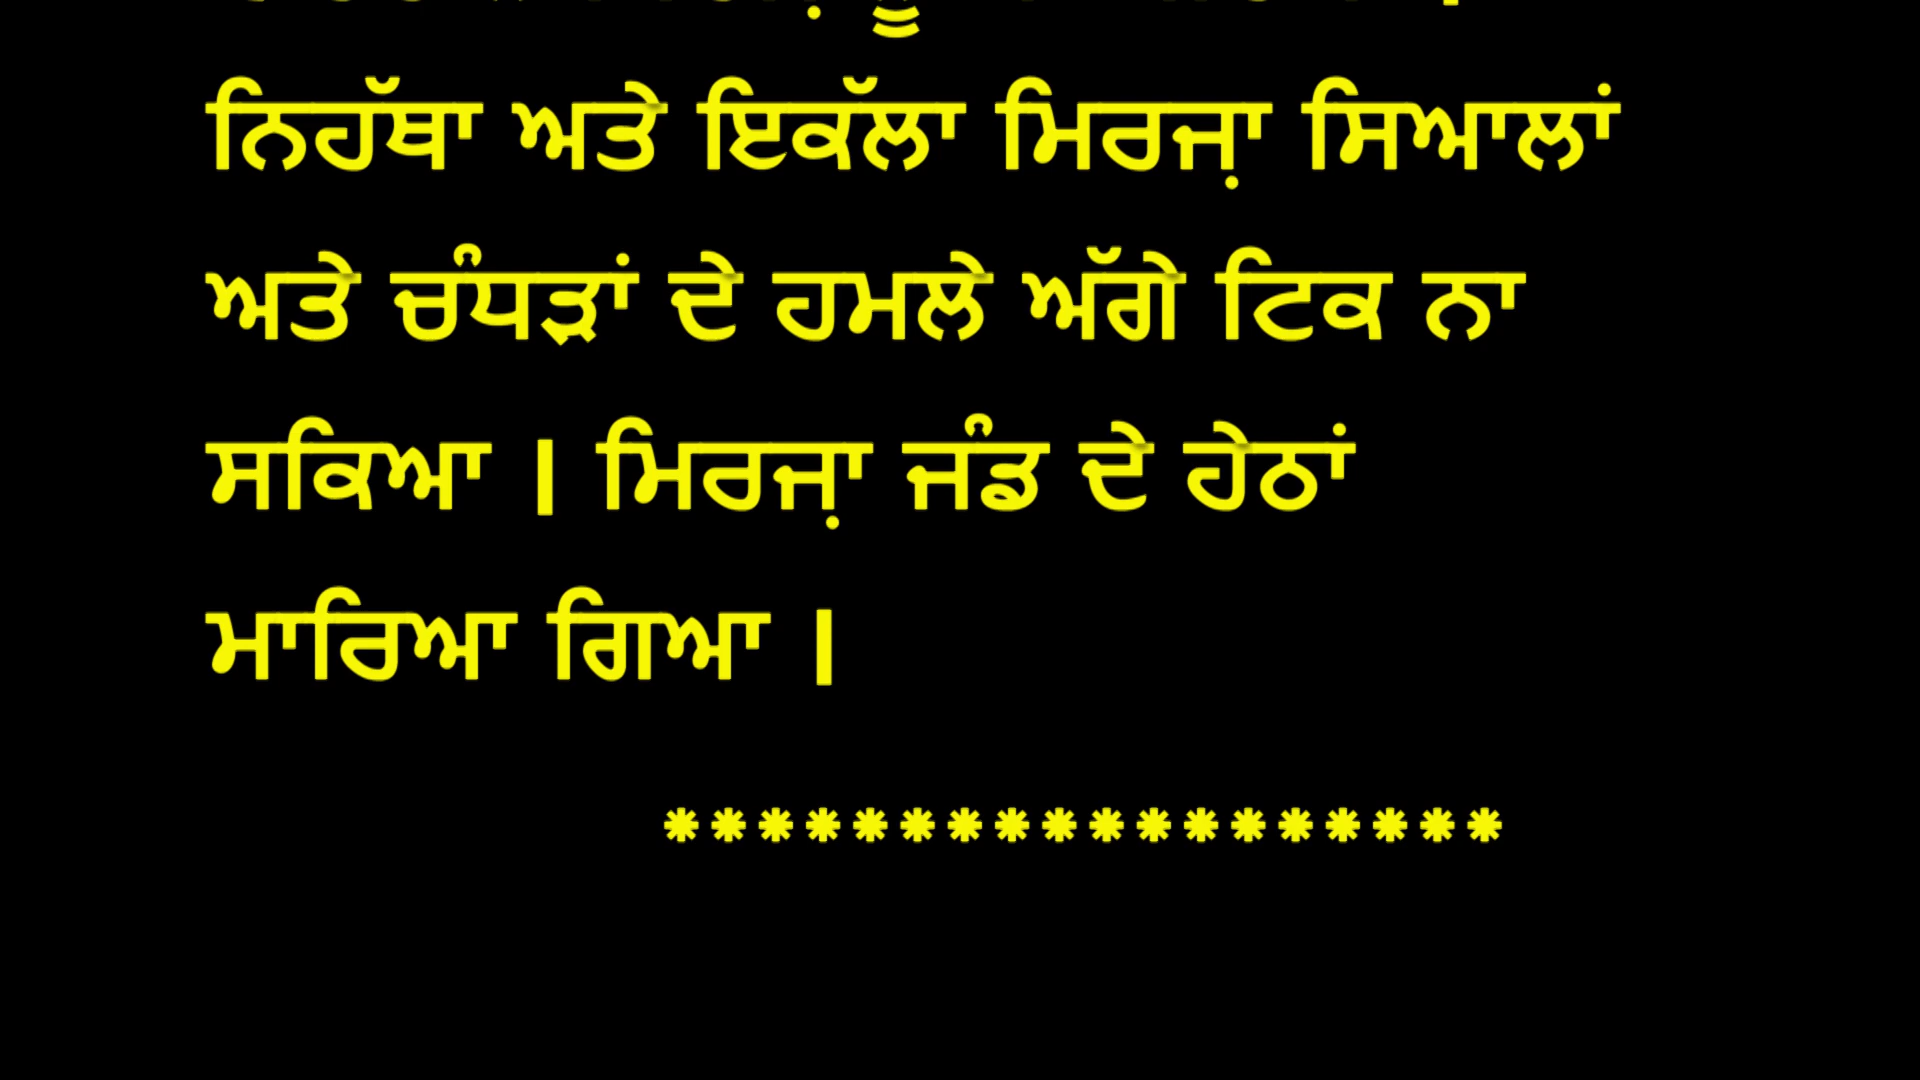 ਨਿਹੱਥਾ ਅਤੇ ਇਕੱਲਾ ਮਿਰਜ਼ਾ ਸਿਆਲਾਂ
ਅਤੇ ਚੰਧੜਾਂ ਦੇ ਹਮਲੇ ਅੱਗੇ ਟਿਕ ਨਾ
ਸਕਿਆ । ਮਿਰਜ਼ਾ ਜੰਡ ਦੇ ਹੇਠਾਂ
ਮਾਰਿਆ ਗਿਆ ।
******************